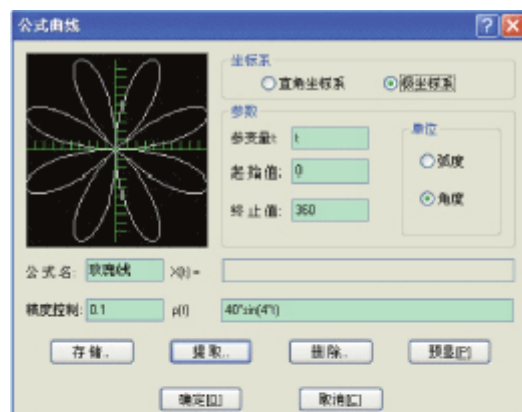 公式曲线
坐标系
直角坐标系 极坐标系
参数
参变量t: t
起始值: 0
终止值: 360
单位
弧度
角度
公式名: 玫瑰线 X(t) =
精度控制: 0.1 ρ(t) 40*sin(4*t)
存储.. 提取.. 删除.. 预显[P]
确定[O] 取消[C]